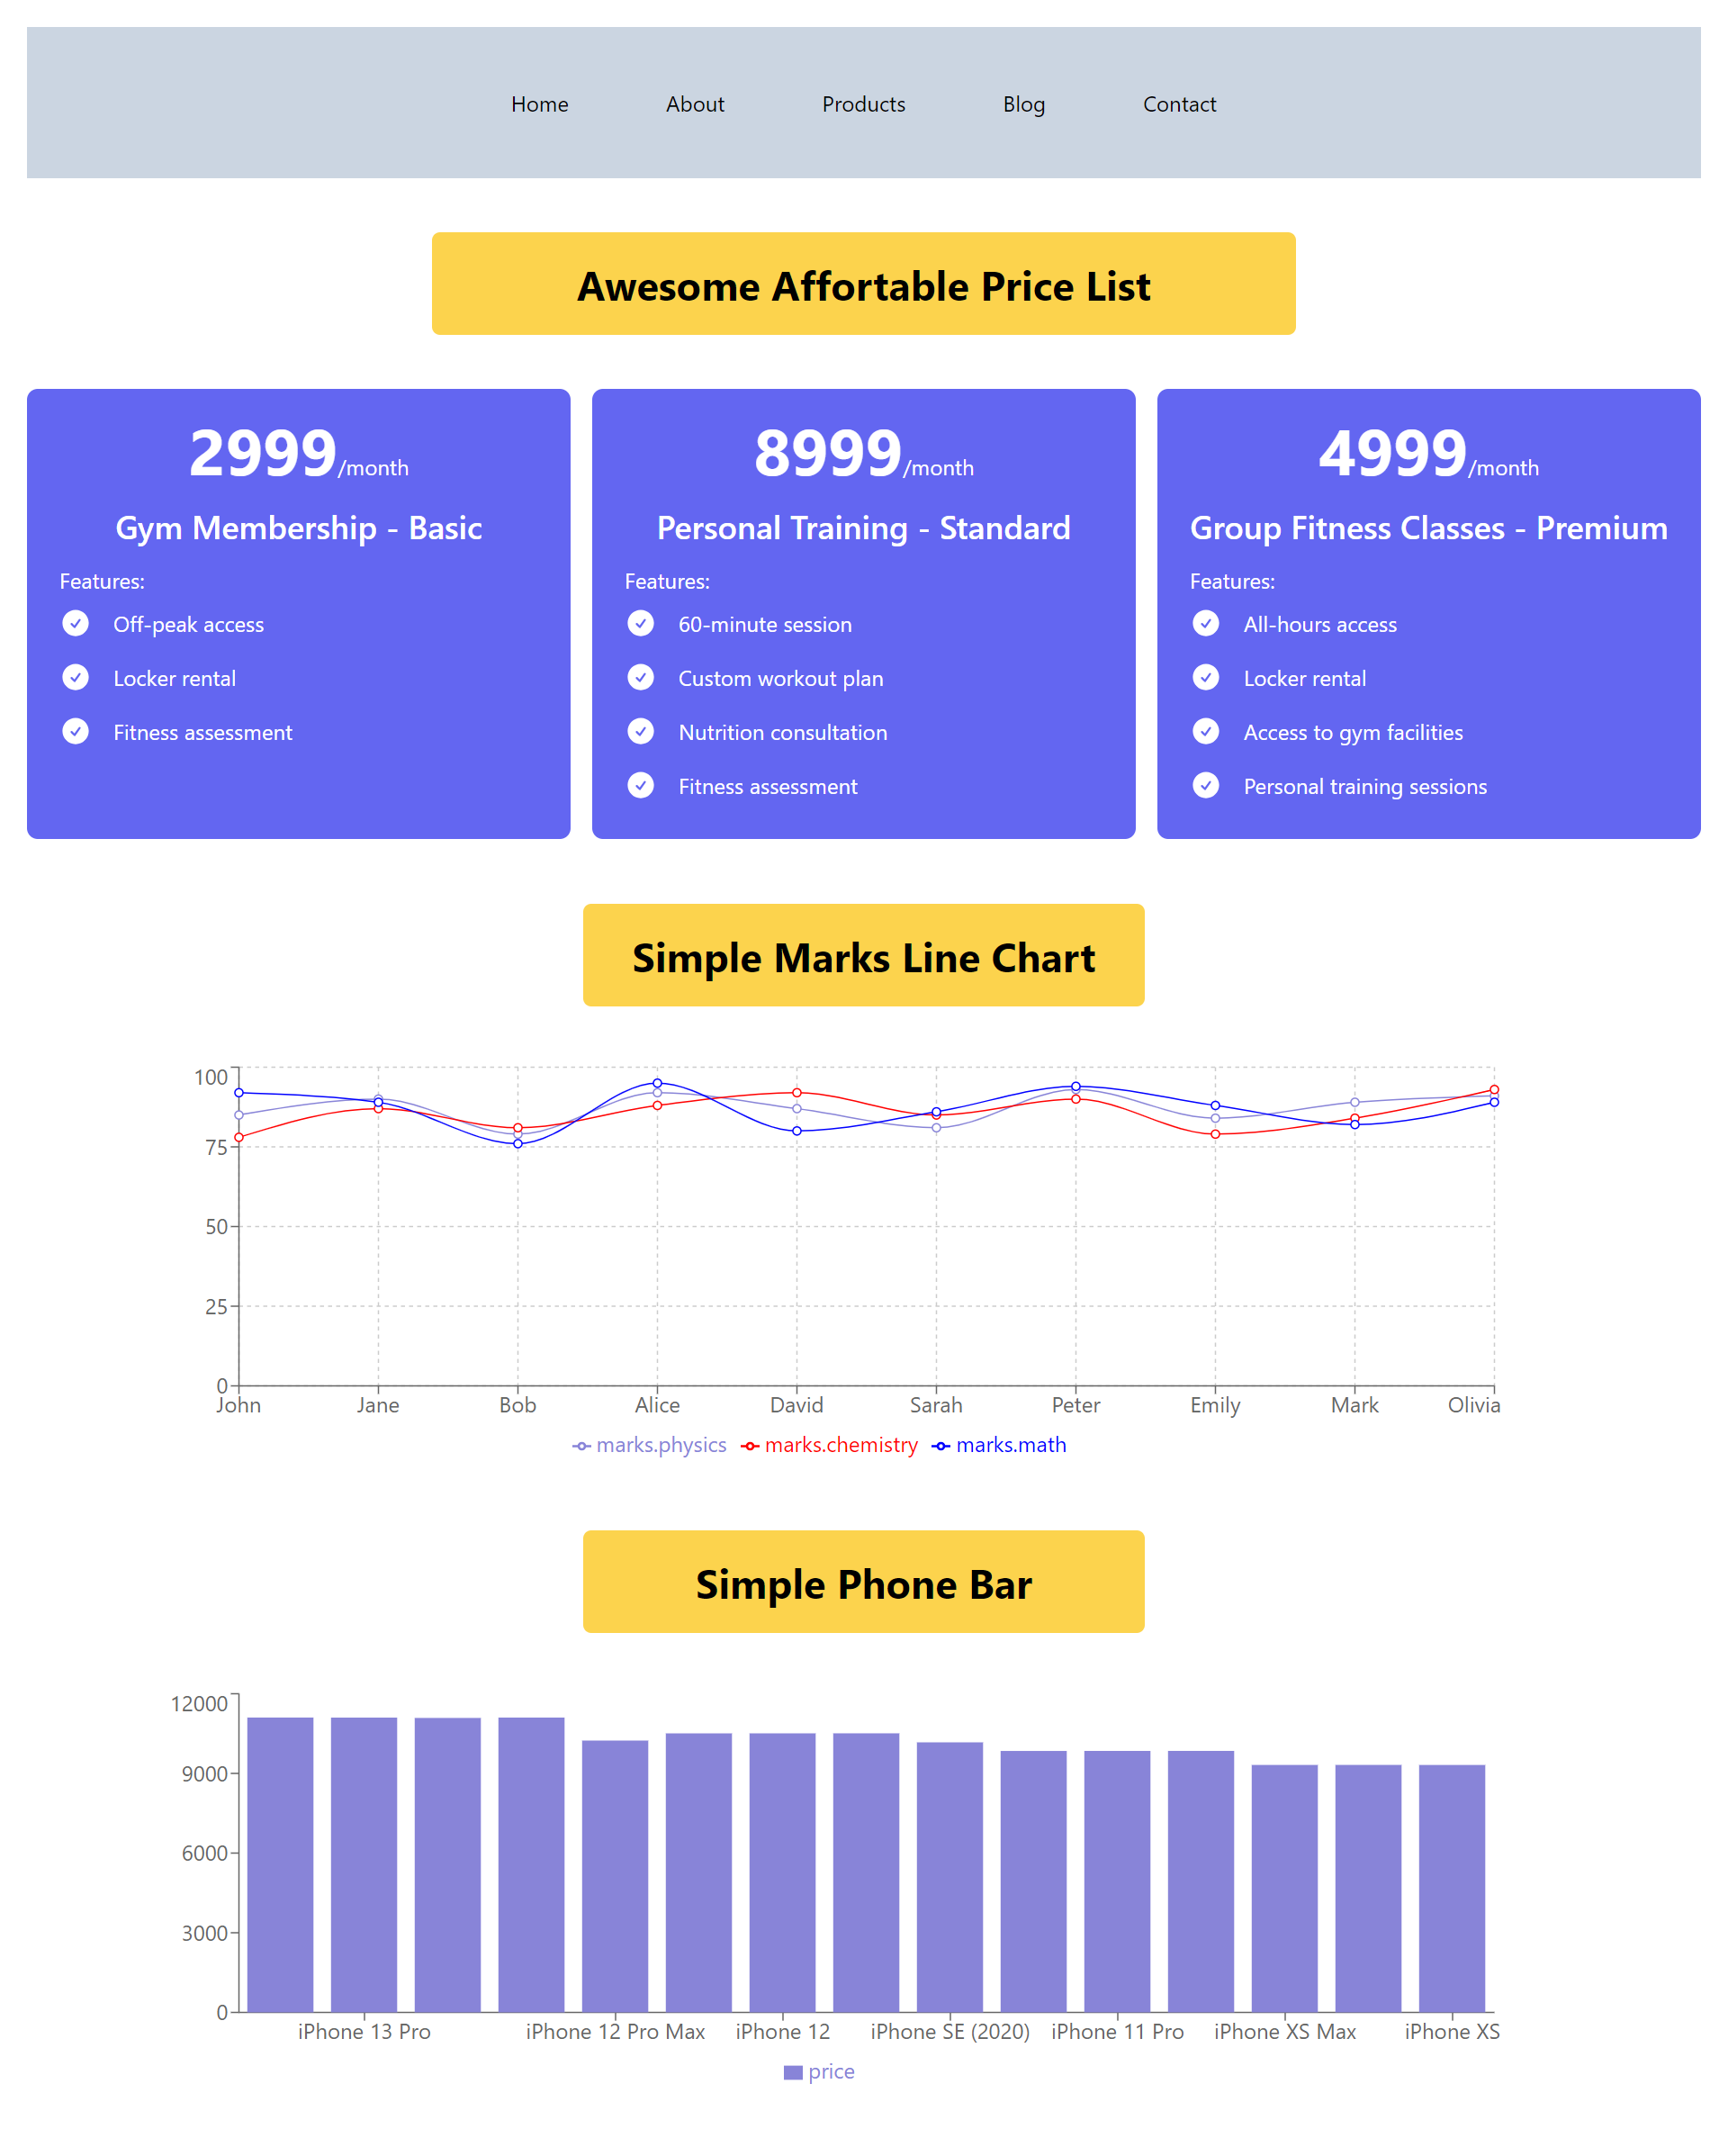 Home About Products Blog Contact
Awesome Affortable Price List
2999/month
Gym Membership - Basic
Features:
Off-peak access
Locker rental
Fitness assessment
8999/month
Personal Training - Standard
Features:
60-minute session
Custom workout plan
Nutrition consultation
Fitness assessment
4999/month
Group Fitness Classes - Premium
Features:
All-hours access
Locker rental
Access to gym facilities
Personal training sessions
Simple Marks Line Chart
100
75
50
25
0
John Jane Bob Alice David Sarah Peter Emily Mark Olivia
marks.physics marks.chemistry marks.math
Simple Phone Bar
12000
9000
6000
3000
0
iPhone 13 Pro iPhone 12 Pro Max iPhone 12 iPhone SE (2020) iPhone 11 Pro iPhone XS Max iPhone XS
price